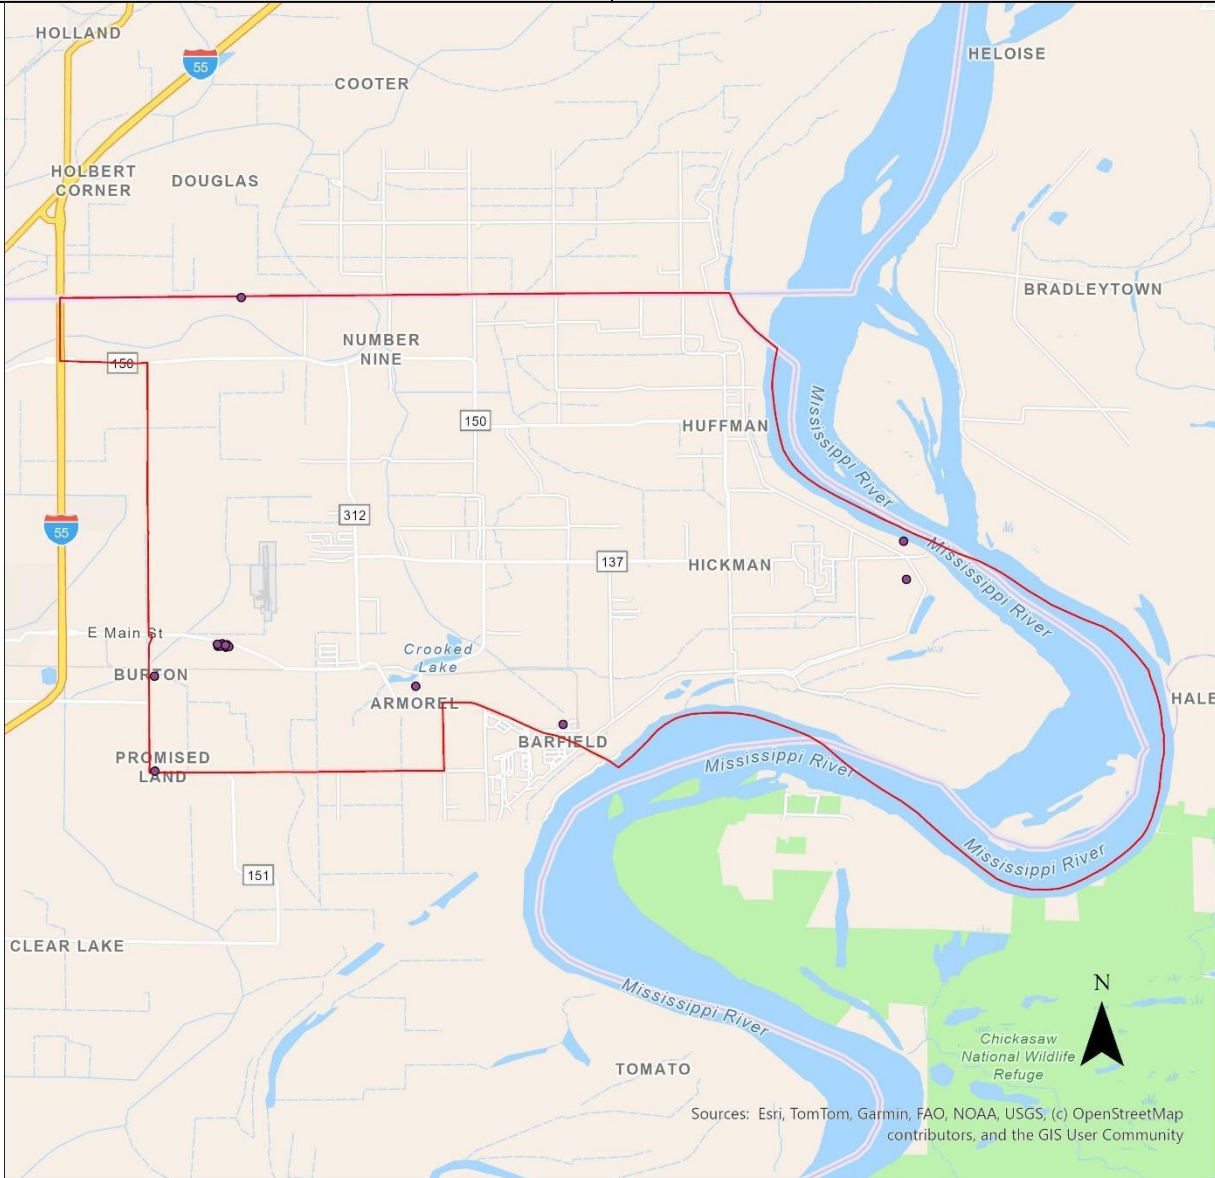 HOLLAND
HELOISE
55
COOTER
HOLBERT
CORNER
DOUGLAS
BRADLEYTOWN
NUMBER
NINE
150
Mississippi River
150
HUFFMAN
312
55
137
HICKMAN
Mississippi River
E Main St
Crooked
Lake
BURTON
ARMOREL
HALE
BARFIELD
PROMISED
LAND
Mississippi River
Mississippi River
151
CLEAR LAKE
N
Mississippi River
Chickasaw
National Wildlife
Refuge
TOMATO
Sources: Esri, TomTom, Garmin, FAO, NOAA, USGS, (c) OpenStreetMap
contributors, and the GIS User Community